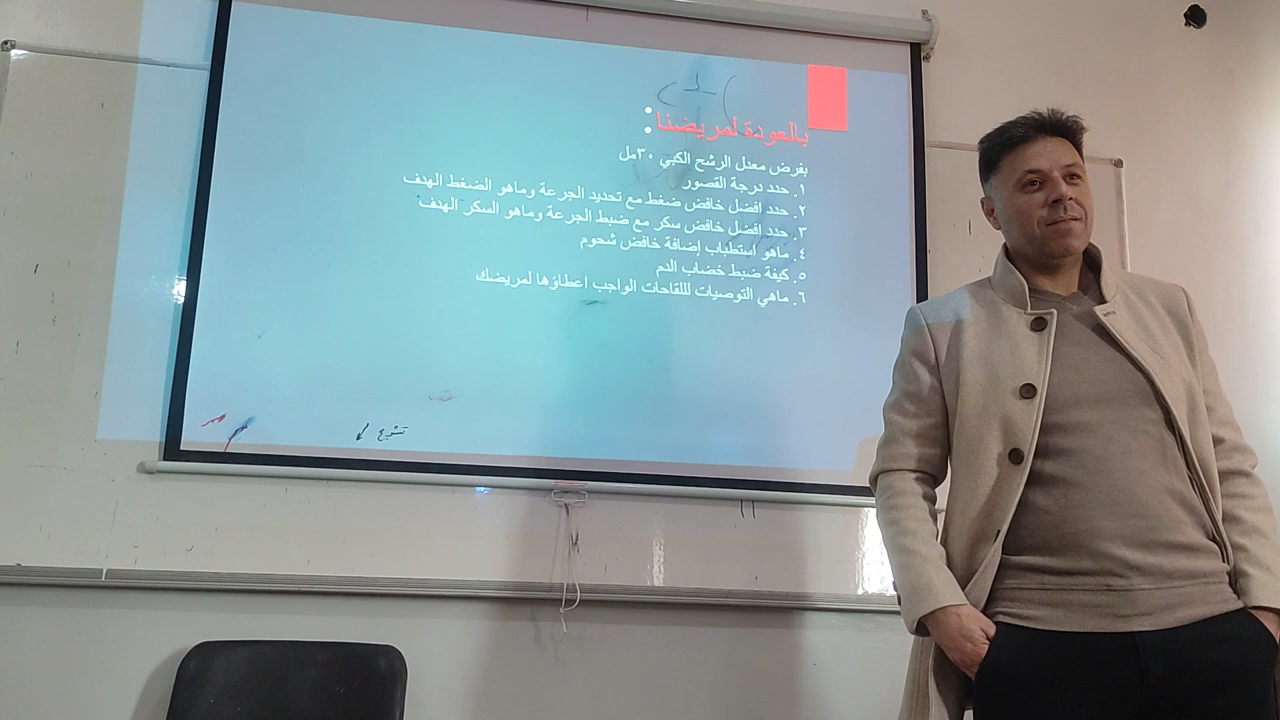 بالعودة لمريضنا:
بفرض معدل الرشح الكبي ٣٠مل
١. حدد درجة القصور
٢. حدد افضل خافض ضغط مع تحديد الجرعة وماهو الضغط الهدف
٣. حدد افضل خافض سكر مع ضبط الجرعة وماهو السكر الهدف
٤. ماهو استطباب إضافة خافض شحوم
٥. كيفة ضبط خضاب الدم
٦. ماهي التوصيات لللقاحات الواجب اعطاؤها لمريضك
تشريح